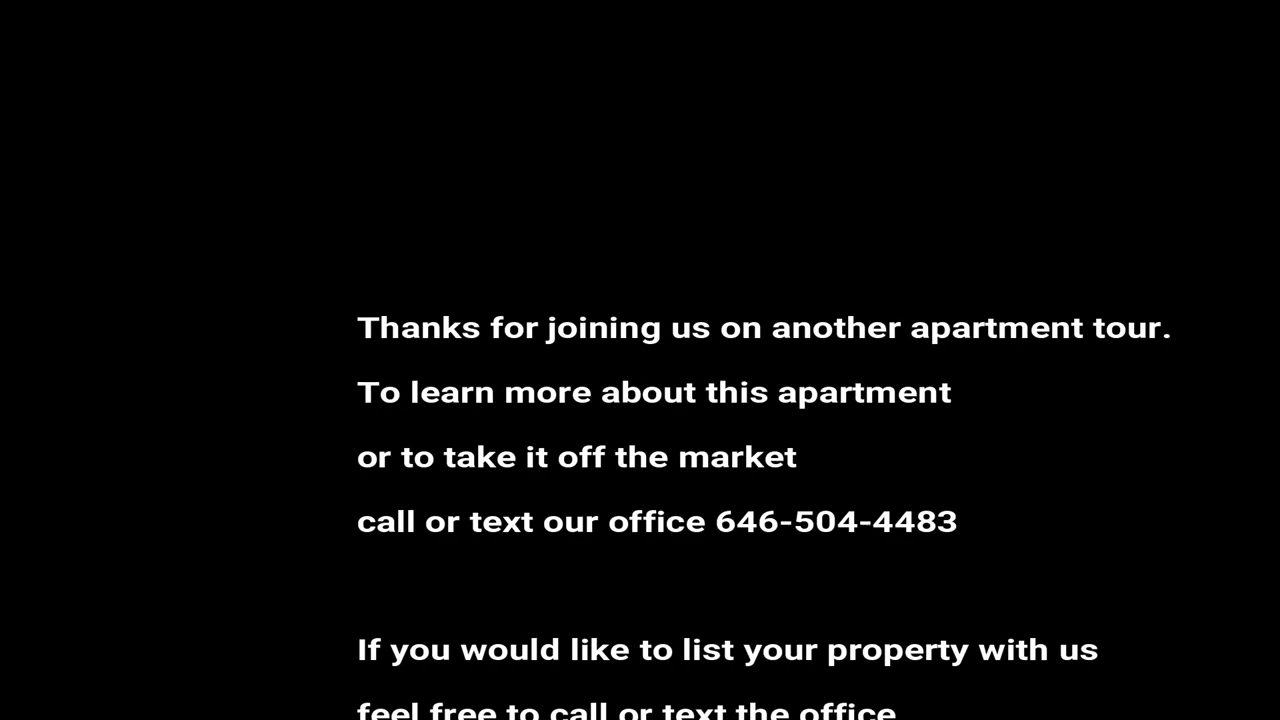 Thanks for joining us on another apartment tour.
To learn more about this apartment
or to take it off the market
call or text our office 646-504-4483
If you would like to list your property with us
feel free to call or text the office